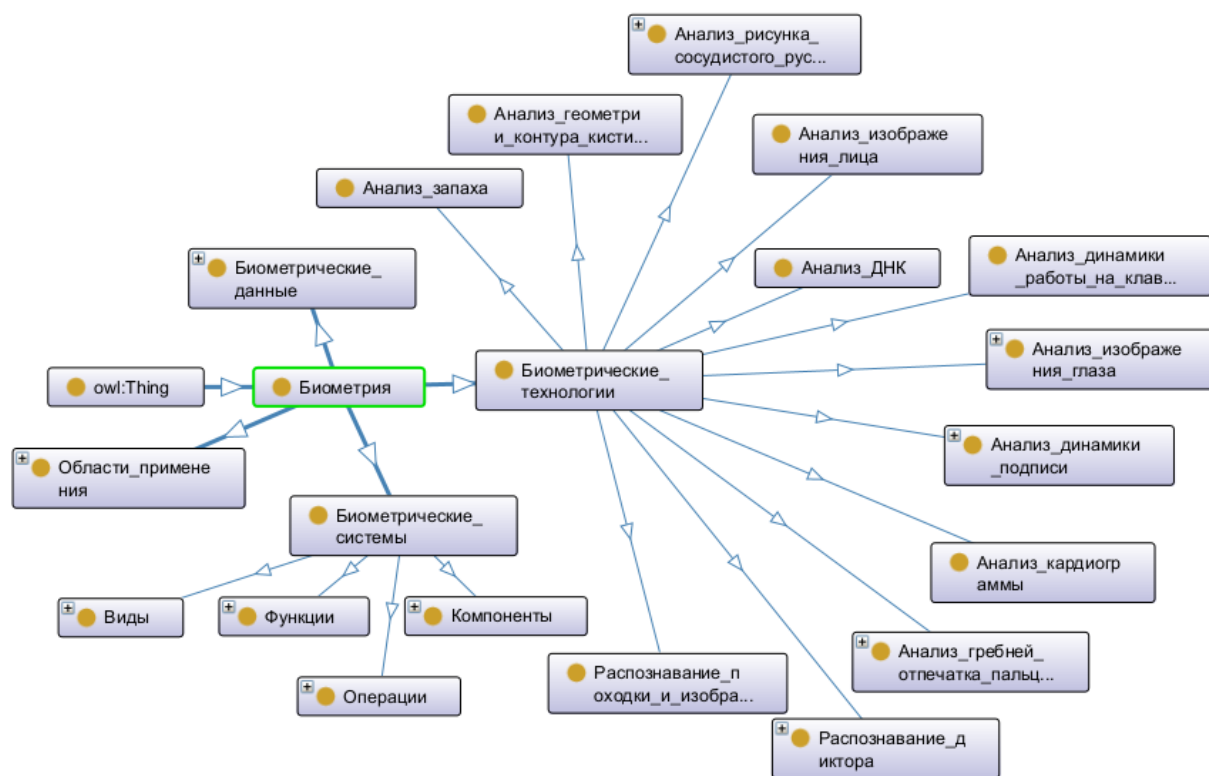 Анализ_рисунка_
сосудистого_рус...
Анализ_геометри
и_контура_кисти...
Анализ_изображе
ния_лица
Анализ_запаха
Биометрические_
данные
Анализ_ДНК
Анализ_динамики
_работы_на_клав...
owl:Thing
Биометрия
Биометрические_
технологии
Анализ_изображе
ния_глаза
Области_примене
ния
Анализ_динамики
_подписи
Биометрические_
системы
Анализ_кардиогр
аммы
Виды
Функции
Компоненты
Операции
Распознавание_п
оходки_и_изобра...
Анализ_гребней_
отпечатка_пальц...
Распознавание_д
иктора